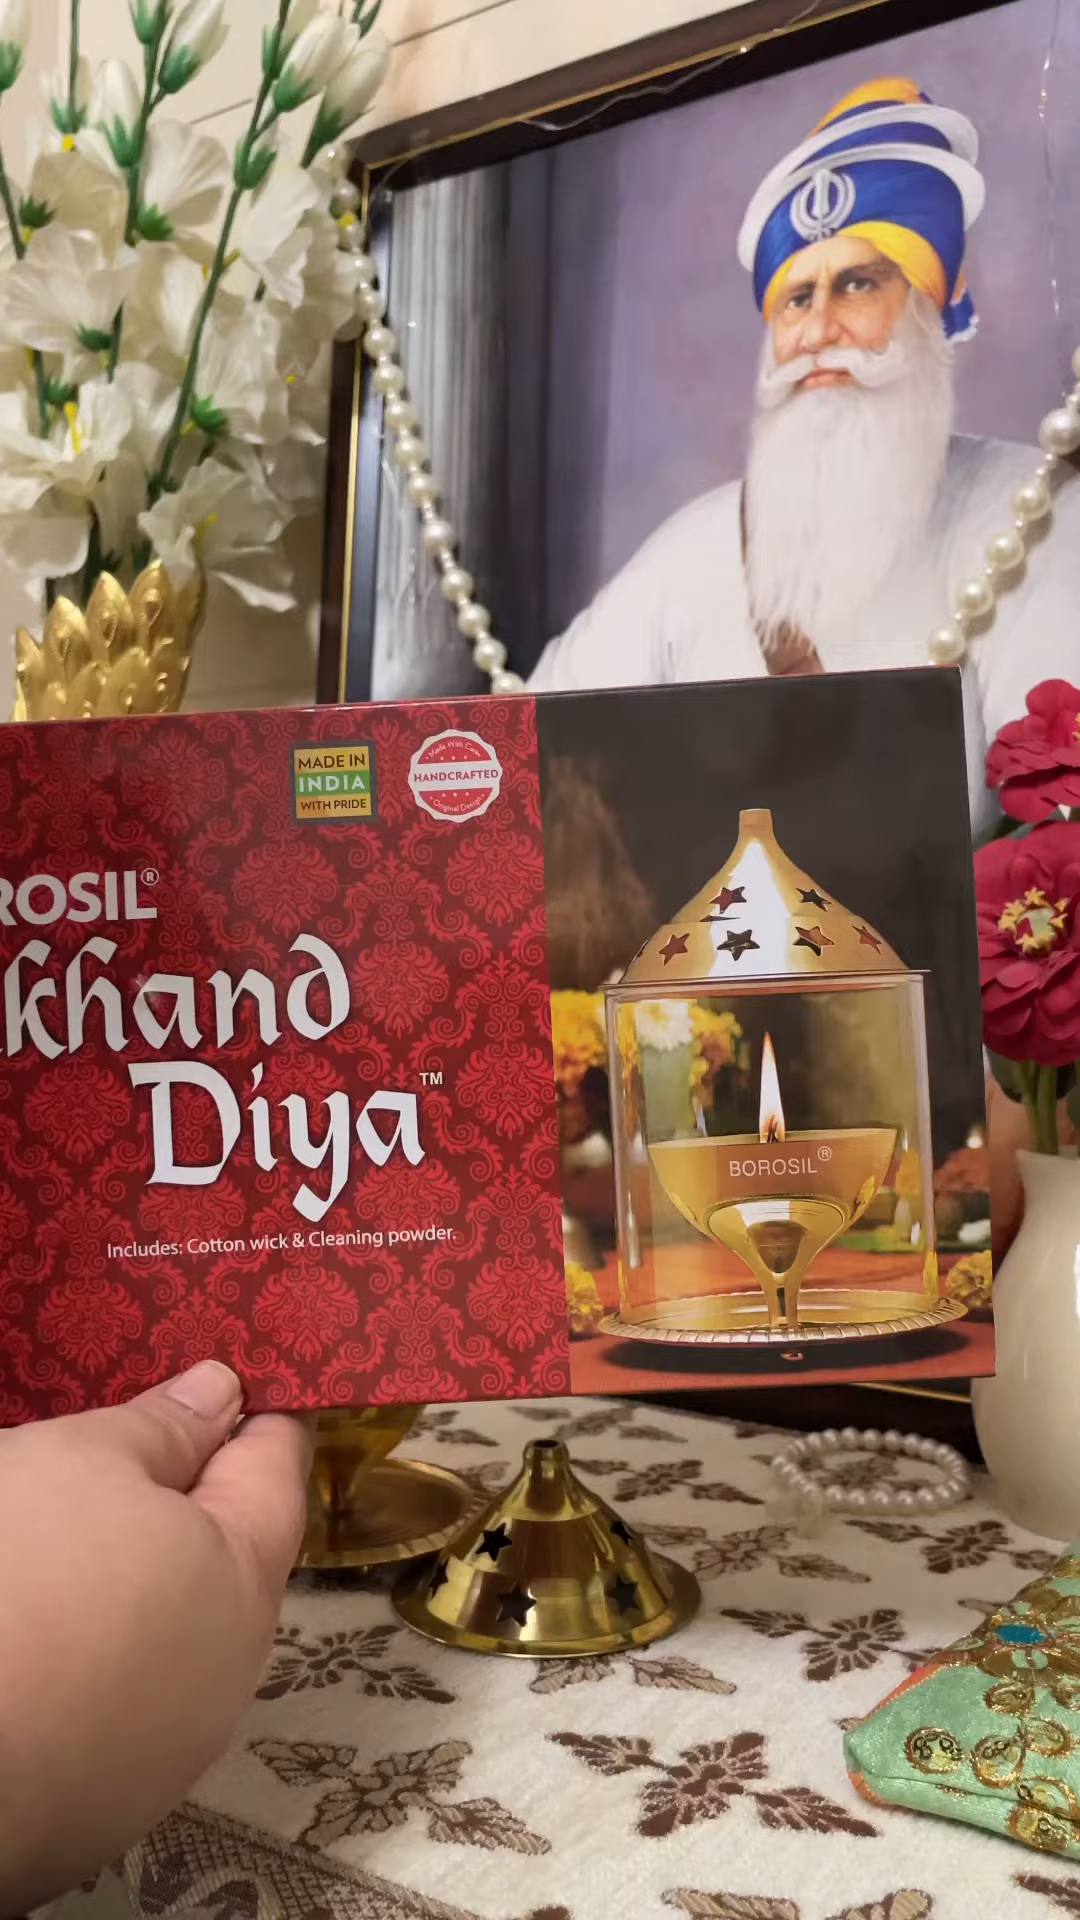 MADE IN
INDIA
WITH PRIDE
Made With Care
HANDCRAFTED
Original Design
ROSIL®
khand
Diya™
Includes: Cotton wick & Cleaning powder.
BOROSIL®